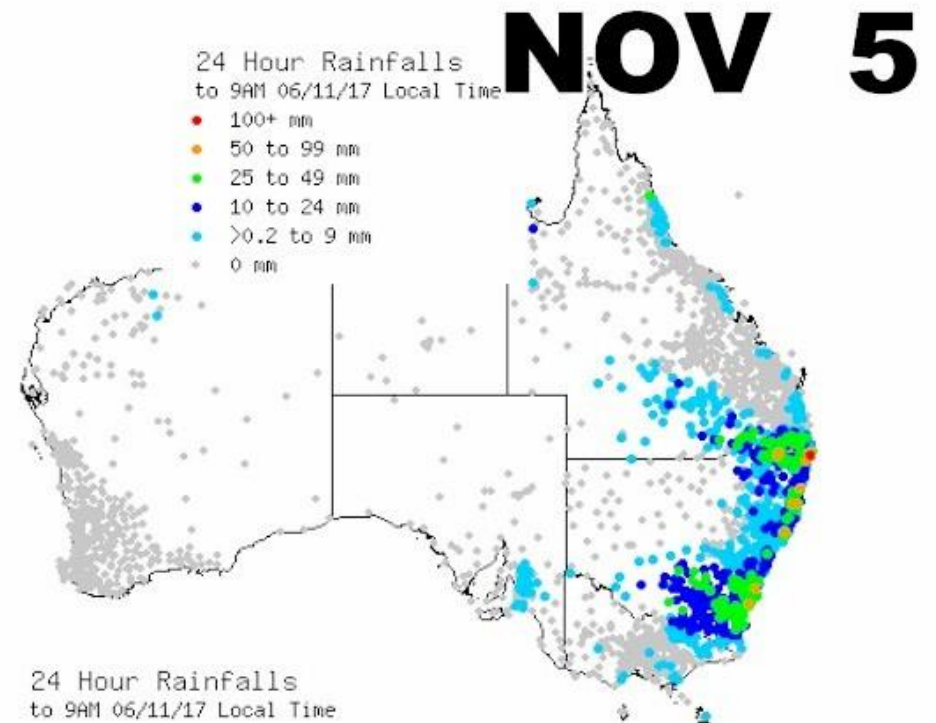 NOV 5
24 Hour Rainfalls
to 9AM 06/11/17 Local Time
100+ mm
50 to 99 mm
25 to 49 mm
10 to 24 mm
>0.2 to 9 mm
0 mm
24 Hour Rainfalls
to 9AM 06/11/17 Local Time